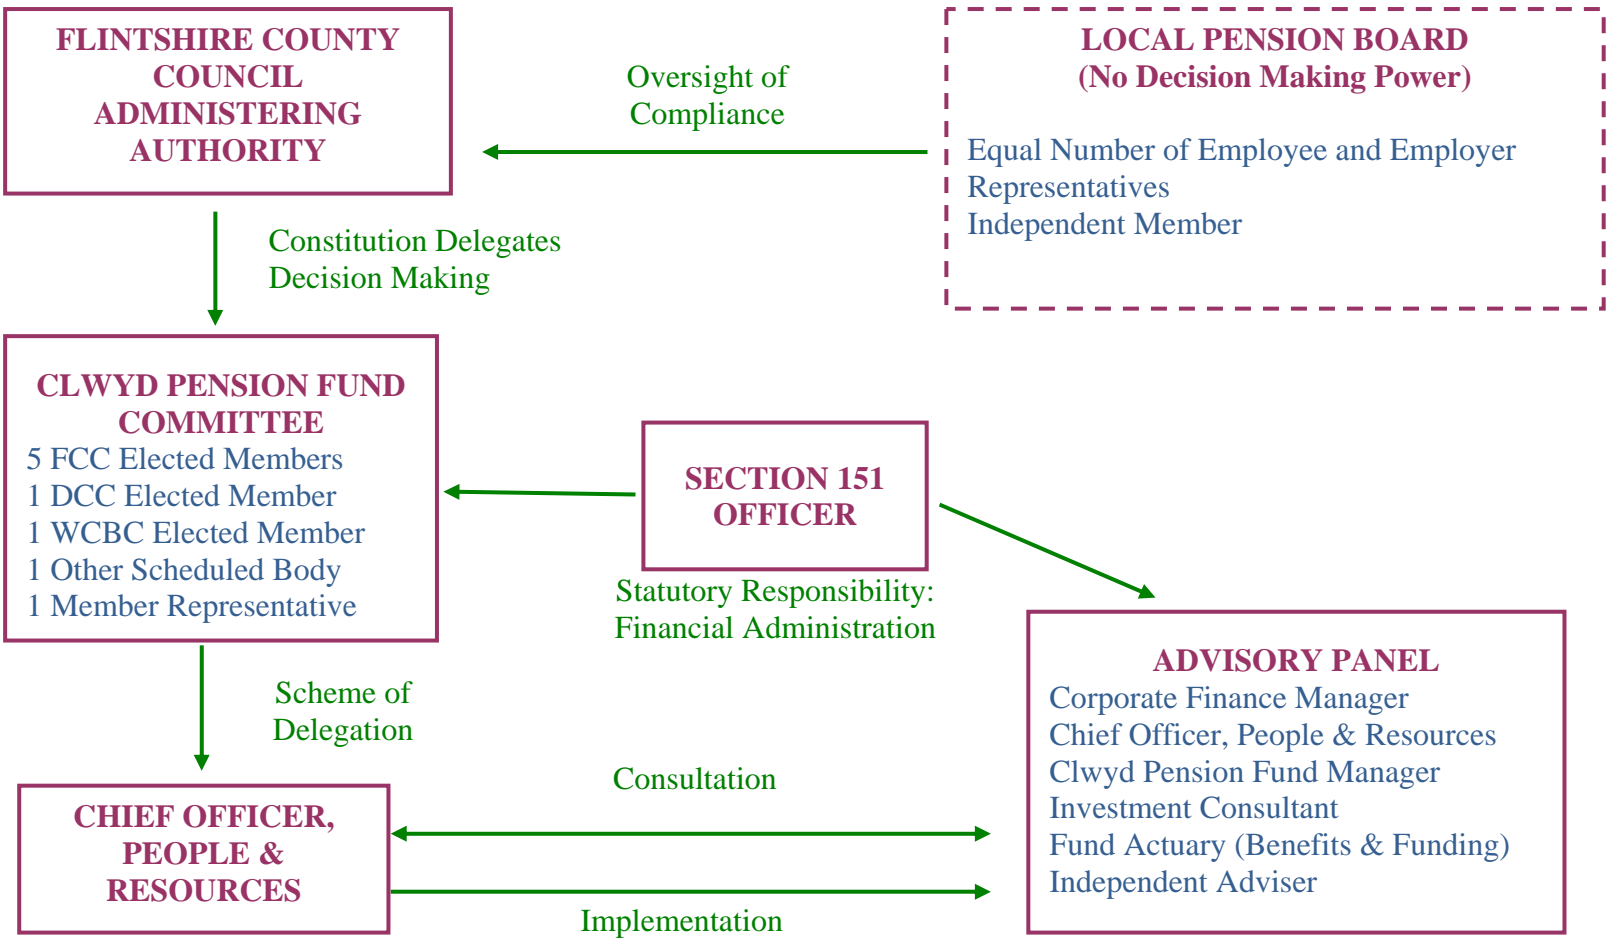 FLINTSHIRE COUNTY
COUNCIL
ADMINISTERING
AUTHORITY
Oversight of
Compliance
LOCAL PENSION BOARD
(No Decision Making Power)
Equal Number of Employee and Employer
Representatives
Independent Member
Constitution Delegates
Decision Making
CLWYD PENSION FUND
COMMITTEE
5 FCC Elected Members
1 DCC Elected Member
1 WCBC Elected Member
1 Other Scheduled Body
1 Member Representative
SECTION 151
OFFICER
Statutory Responsibility:
Financial Administration
ADVISORY PANEL
Corporate Finance Manager
Chief Officer, People & Resources
Clwyd Pension Fund Manager
Investment Consultant
Fund Actuary (Benefits & Funding)
Independent Adviser
Scheme of
Delegation
Consultation
CHIEF OFFICER,
PEOPLE &
RESOURCES
Implementation